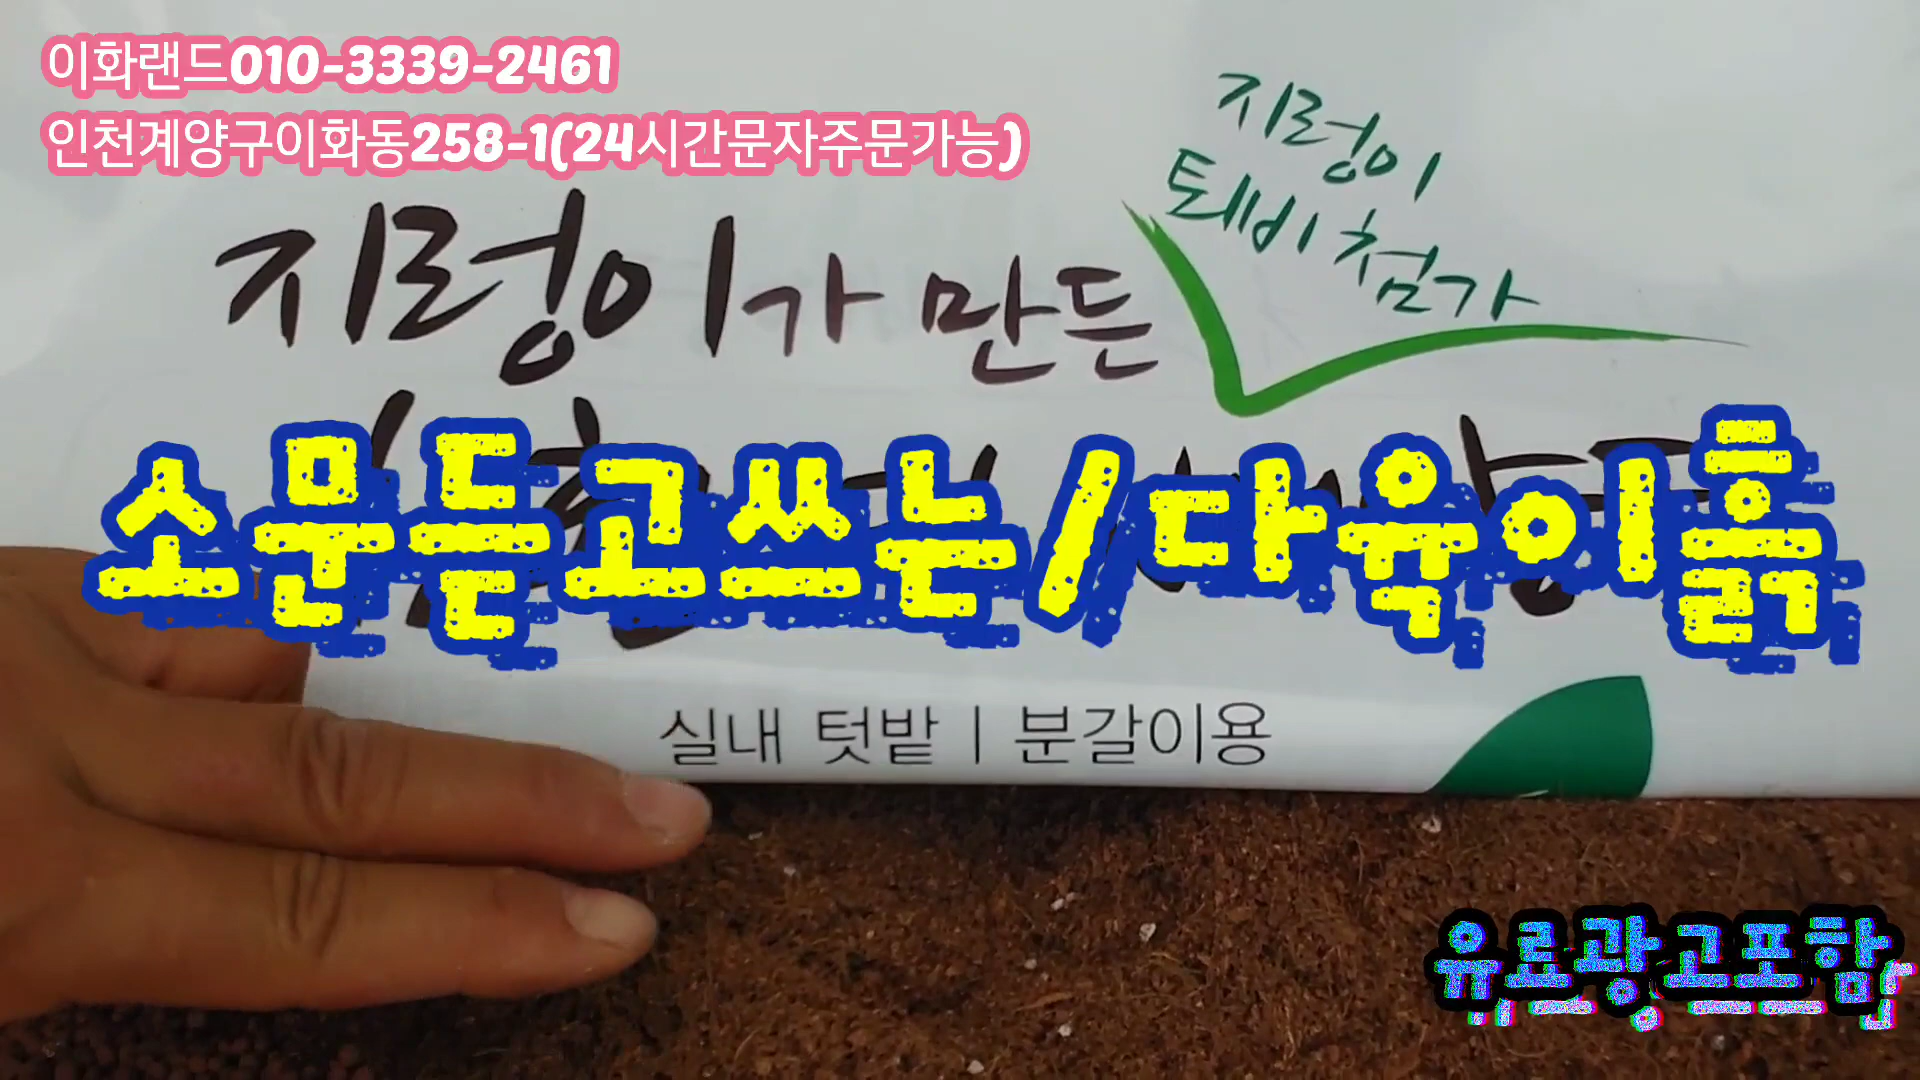 이화랜드010-3339-2461
인천계양구이화동258-1(24시간문자주문가능)
지렁이
퇴비 첨가
지렁이가 만든
소문듣고쓰는/다육이흙
실내 텃밭 | 분갈이용
유료광고포함